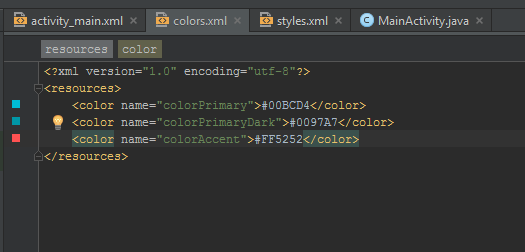 activity_main.xml colors.xml styles.xml MainActivity.java
resources color
<?xml version="1.0" encoding="utf-8"?>
<resources>
<color name="colorPrimary">#00BCD4</color>
<color name="colorPrimaryDark">#0097A7</color>
<color name="colorAccent">#FF5252</color>
</resources>